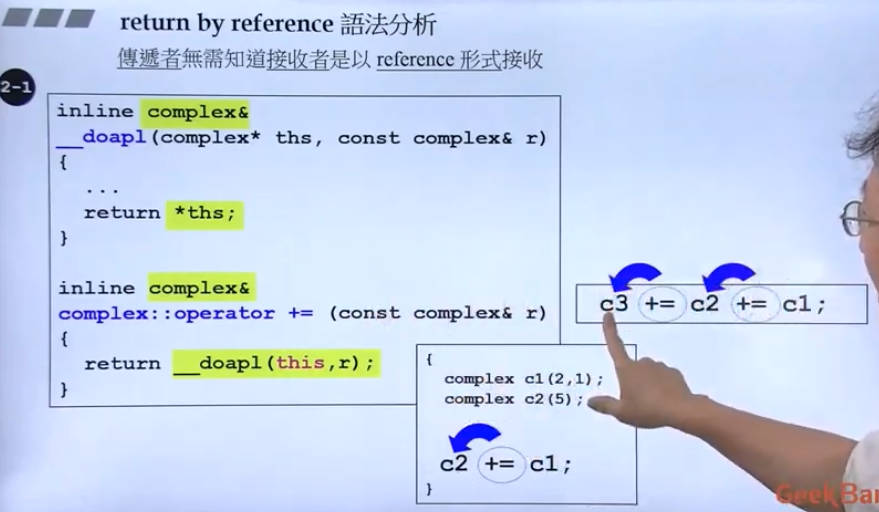 return by reference 語法分析
傳遞者無需知道接收者是以 reference 形式接收
2-1
inline complex&
__doapl(complex* ths, const complex& r)
{
...
return *ths;
}
inline complex&
complex::operator += (const complex& r)
{
return __doapl(this,r);
}
c3 += c2 += c1;
{
complex c1(2,1);
complex c2(5);
c2 += c1;
}